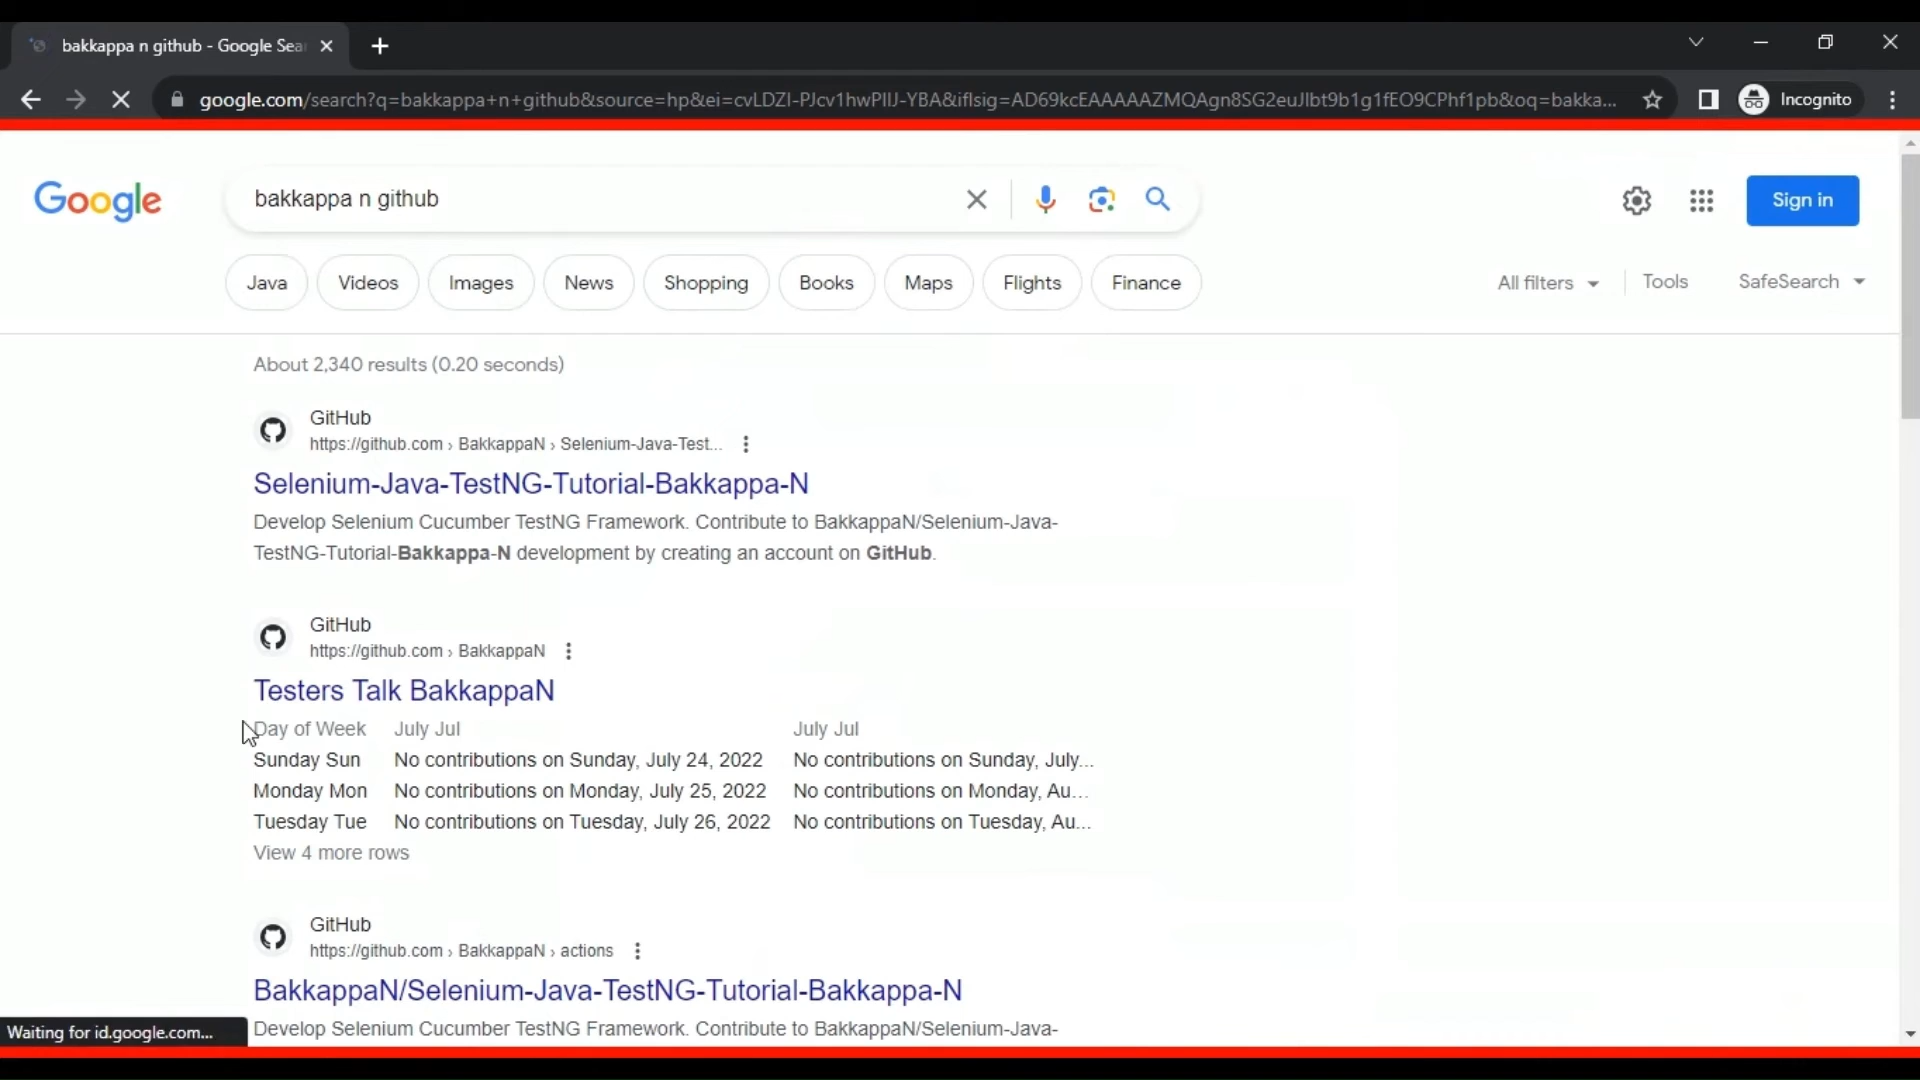 bakkappa n github - Google Sea
google.com/search?q=bakkappa+n+github&source=hp&ei=cvLDZI-PJcv1hwPIlJ-YBA&iflsig=AD69kcEAAAAAZMQAgn8SG2euJlbt9b1g1fEO9CPhf1pb&oq=bakka...
Incognito
Google
bakkappa n github
Sign in
Java
Videos
Images
News
Shopping
Books
Maps
Flights
Finance
All filters
Tools
SafeSearch
About 2,340 results (0.20 seconds)
GitHub
https://github.com › BakkappaN › Selenium-Java-Test...
Selenium-Java-TestNG-Tutorial-Bakkappa-N
Develop Selenium Cucumber TestNG Framework. Contribute to BakkappaN/Selenium-Java-
TestNG-Tutorial-Bakkappa-N development by creating an account on GitHub.
GitHub
https://github.com › BakkappaN
Testers Talk BakkappaN
Day of Week July Jul July Jul
Sunday Sun No contributions on Sunday, July 24, 2022 No contributions on Sunday, July...
Monday Mon No contributions on Monday, July 25, 2022 No contributions on Monday, Au...
Tuesday Tue No contributions on Tuesday, July 26, 2022 No contributions on Tuesday, Au...
View 4 more rows
GitHub
https://github.com › BakkappaN › actions
BakkappaN/Selenium-Java-TestNG-Tutorial-Bakkappa-N
Develop Selenium Cucumber TestNG Framework. Contribute to BakkappaN/Selenium-Java-
Waiting for id.google.com...